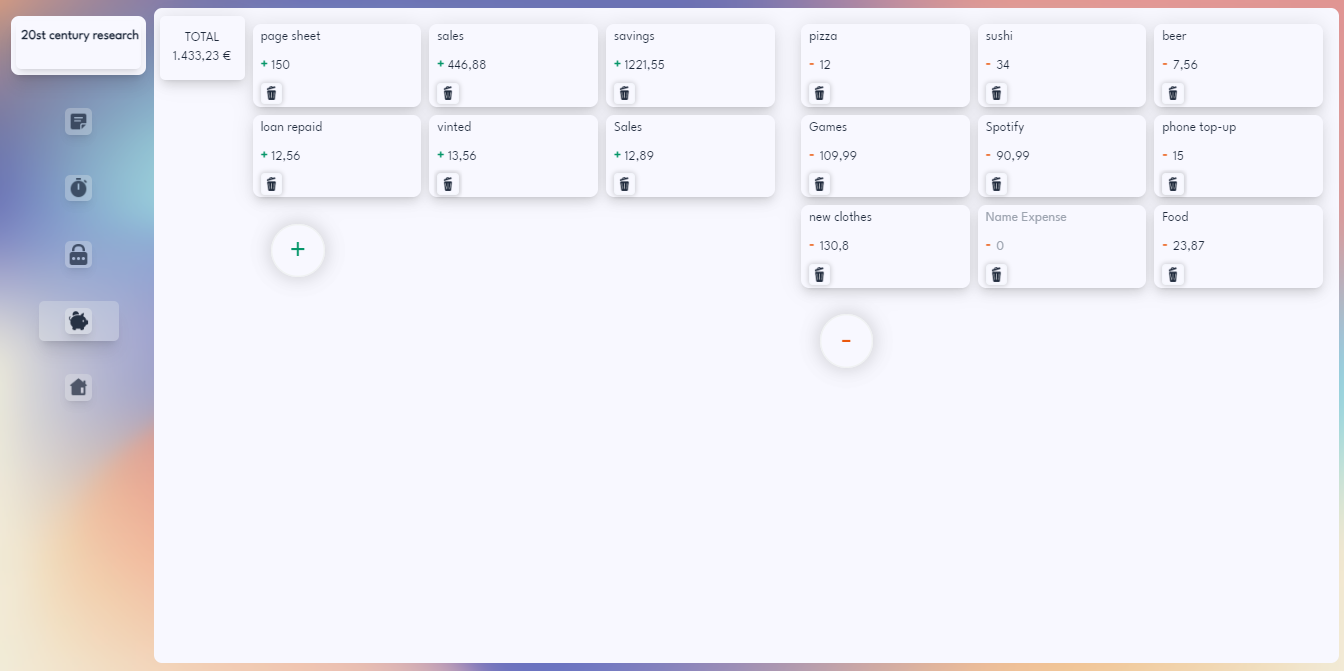 20st century research
TOTAL
1.433,23 €
page sheet
+ 150
sales
+ 446,88
savings
+ 1221,55
loan repaid
+ 12,56
vinted
+ 13,56
Sales
+ 12,89
+
pizza
- 12
sushi
- 34
beer
- 7,56
Games
- 109,99
Spotify
- 90,99
phone top-up
- 15
new clothes
- 130,8
Name Expense
- 0
Food
- 23,87
-